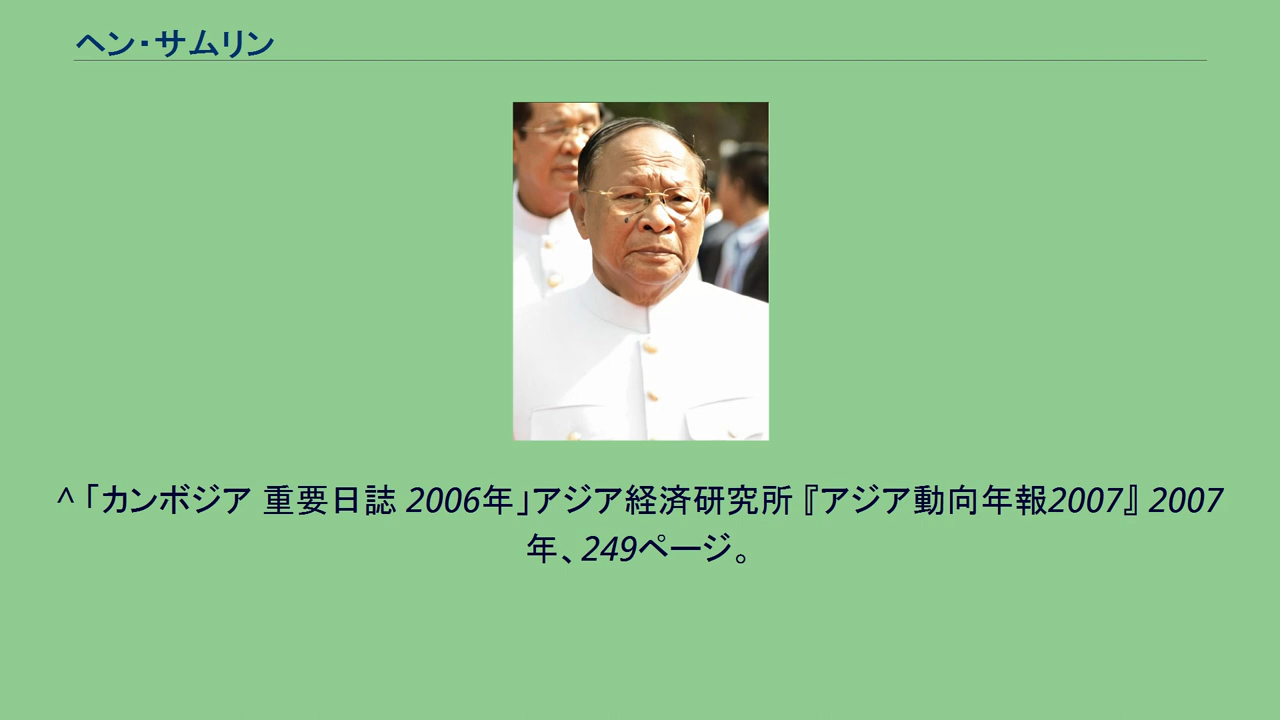 ヘン・サムリン
^ 「カンボジア 重要日誌 2006年」アジア経済研究所『アジア動向年報2007』 2007
年、249ページ。